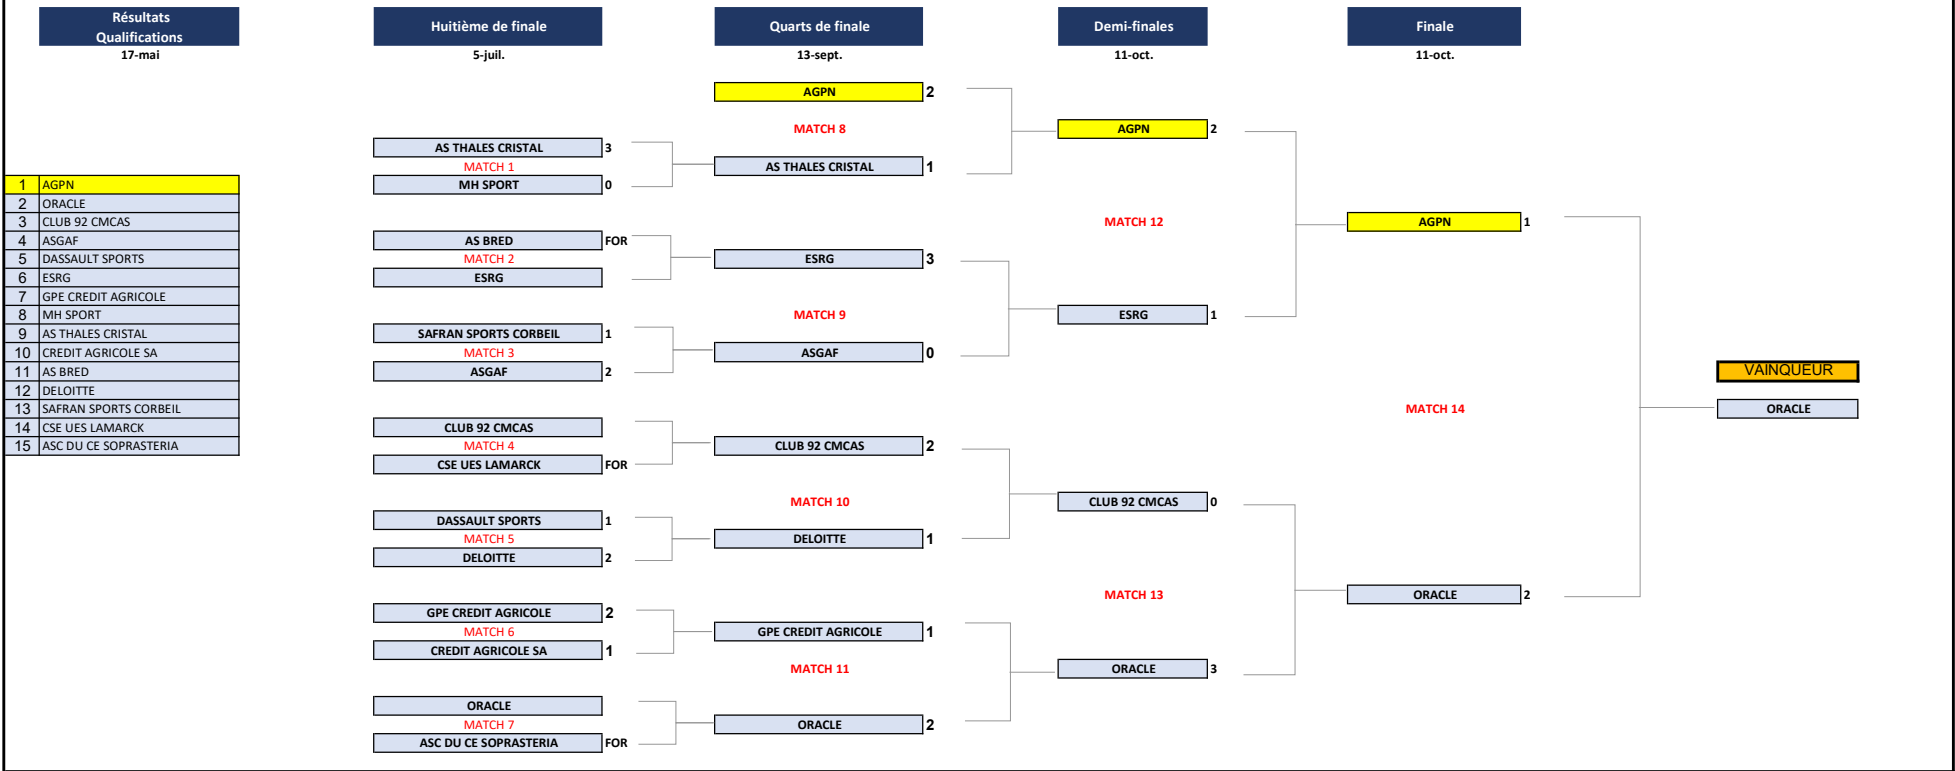 Résultats
Qualifications
17-mai
Huitième de finale
5-juil.
Quarts de finale
13-sept.
Demi-finales
11-oct.
Finale
11-oct.
1 AGPN
2 ORACLE
3 CLUB 92 CMCAS
4 ASGAF
5 DASSAULT SPORTS
6 ESRG
7 GPE CREDIT AGRICOLE
8 MH SPORT
9 AS THALES CRISTAL
10 CREDIT AGRICOLE SA
11 AS BRED
12 DELOITTE
13 SAFRAN SPORTS CORBEIL
14 CSE UES LAMARCK
15 ASC DU CE SOPRASTERIA
AS THALES CRISTAL 3
MATCH 1
MH SPORT 0
AS BRED FOR
MATCH 2
ESRG
SAFRAN SPORTS CORBEIL 1
MATCH 3
ASGAF 2
CLUB 92 CMCAS
MATCH 4
CSE UES LAMARCK FOR
DASSAULT SPORTS 1
MATCH 5
DELOITTE 2
GPE CREDIT AGRICOLE 2
MATCH 6
CREDIT AGRICOLE SA 1
ORACLE
MATCH 7
ASC DU CE SOPRASTERIA FOR
AGPN 2
MATCH 8
AS THALES CRISTAL 1
ESRG 3
MATCH 9
ASGAF 0
CLUB 92 CMCAS 2
MATCH 10
DELOITTE 1
GPE CREDIT AGRICOLE 1
MATCH 11
ORACLE 2
AGPN 2
MATCH 12
ESRG 1
CLUB 92 CMCAS 0
MATCH 13
ORACLE 3
AGPN 1
MATCH 14
ORACLE 2
VAINQUEUR
ORACLE